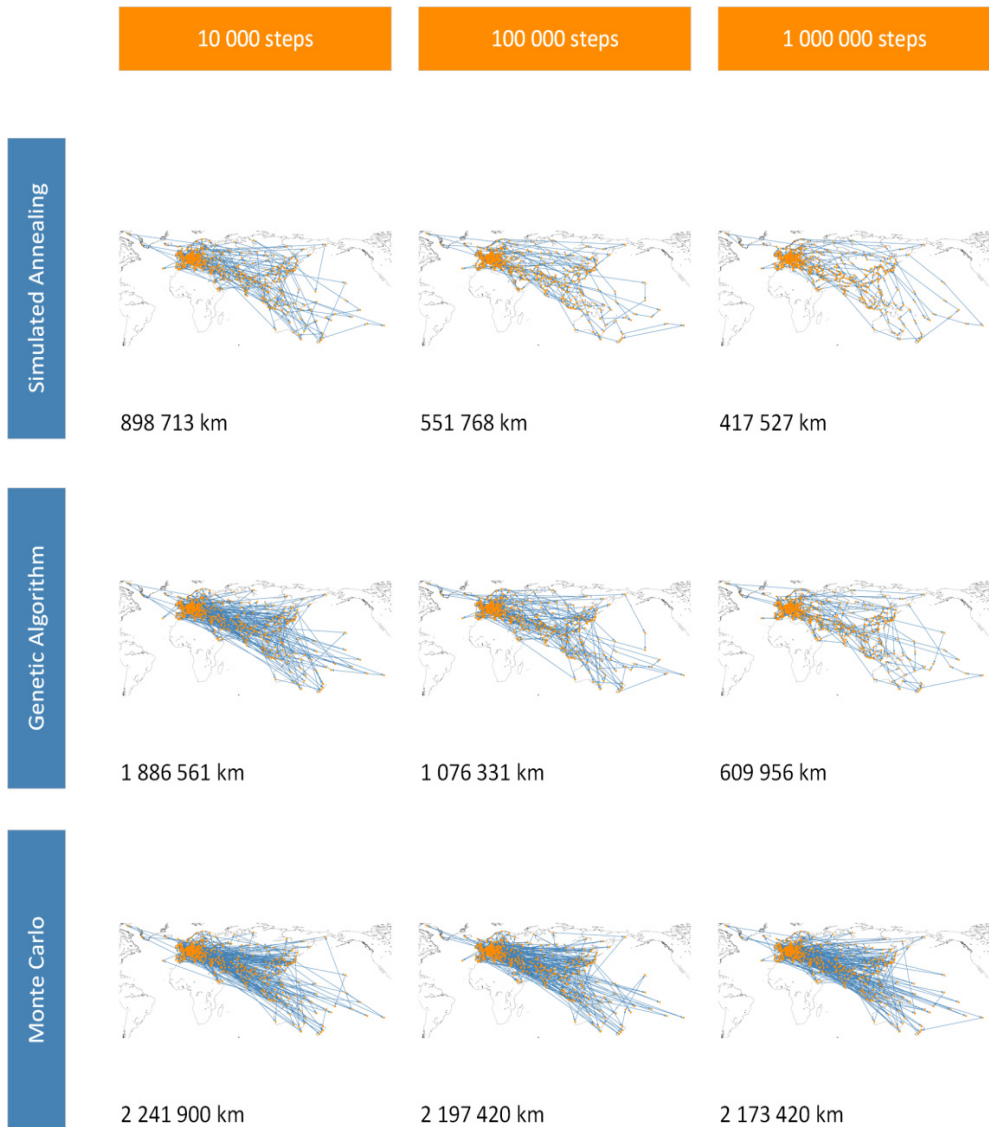 10 000 steps
100 000 steps
1 000 000 steps
Simulated Annealing
898 713 km
551 768 km
417 527 km
Genetic Algorithm
1 886 561 km
1 076 331 km
609 956 km
Monte Carlo
2 241 900 km
2 197 420 km
2 173 420 km